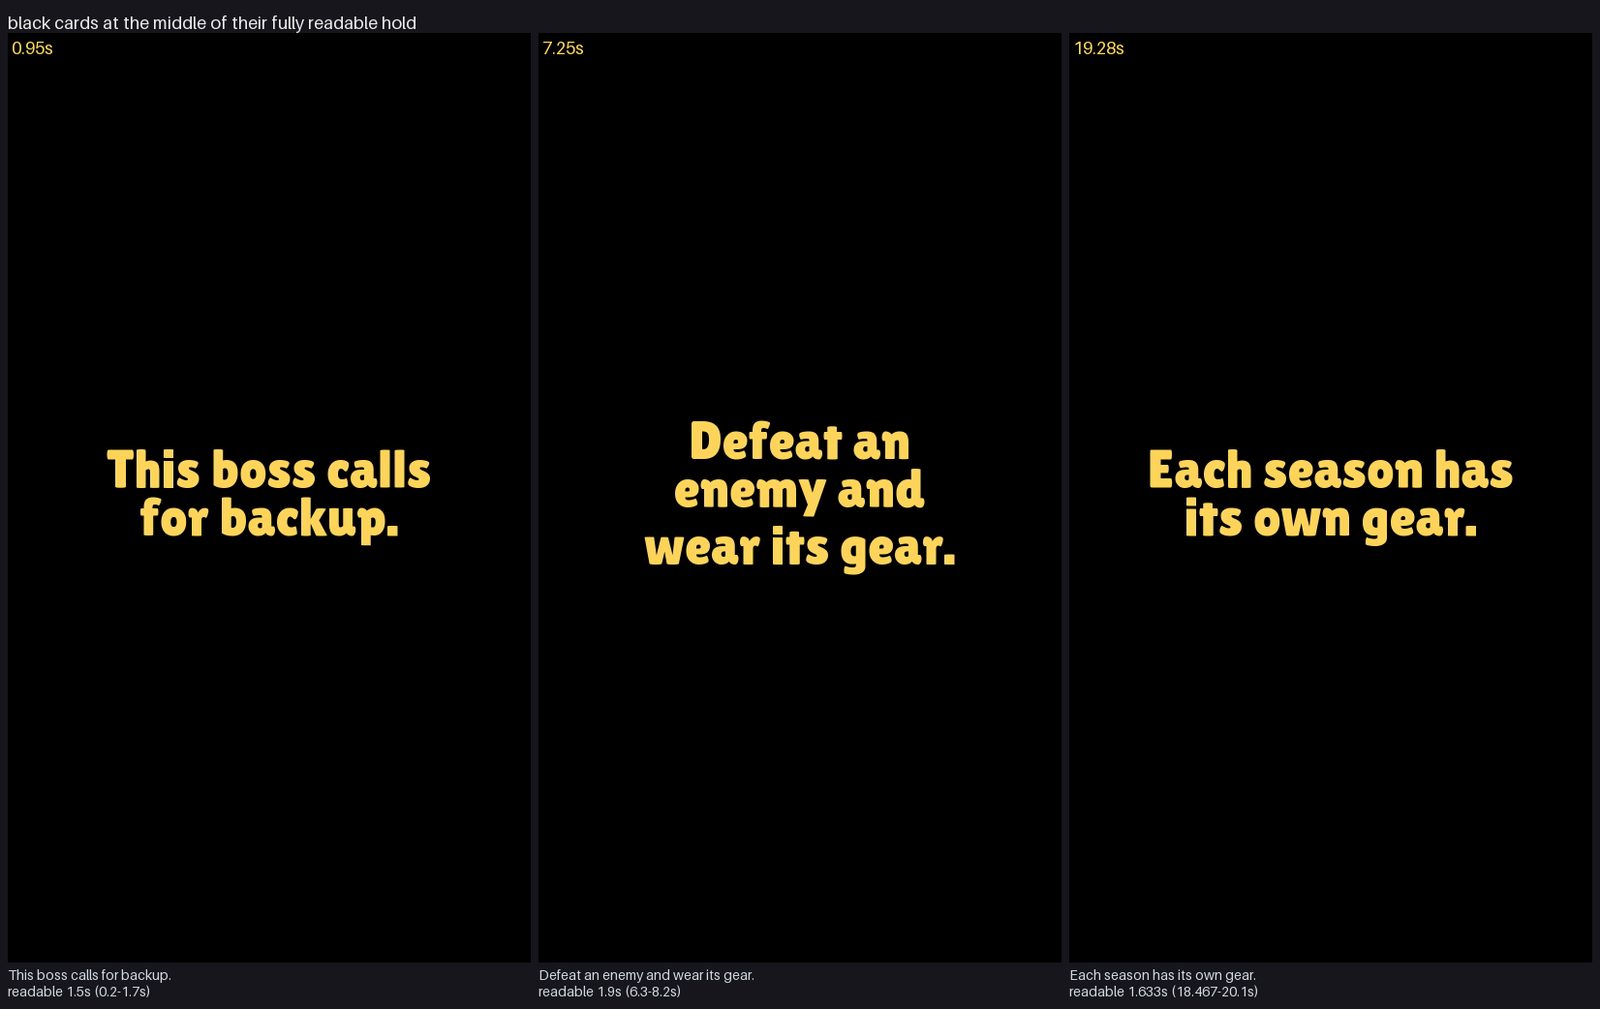 black cards at the middle of their fully readable hold
0.95s
This boss calls
for backup.
This boss calls for backup.
readable 1.5s (0.2-1.7s)
7.25s
Defeat an
enemy and
wear its gear.
Defeat an enemy and wear its gear.
readable 1.9s (6.3-8.2s)
19.28s
Each season has
its own gear.
Each season has its own gear.
readable 1.633s (18.467-20.1s)